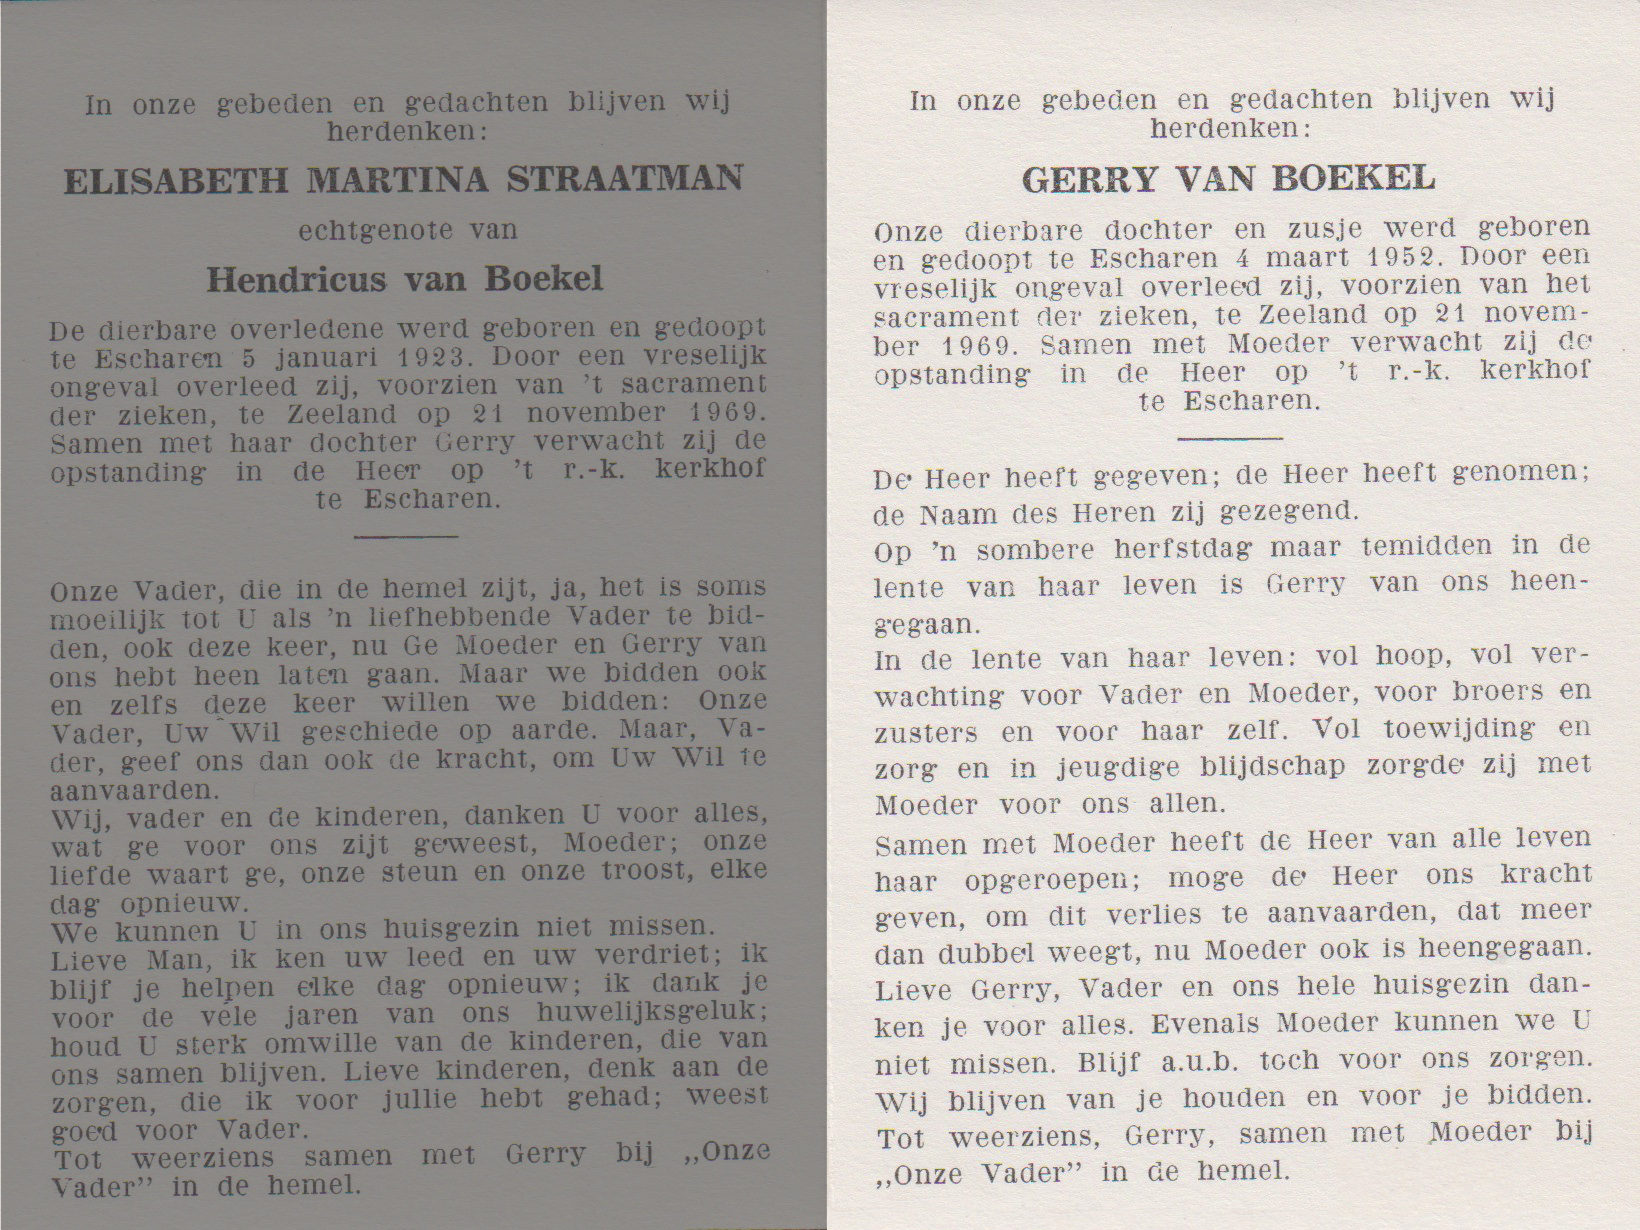 In onze gebeden en gedachten blijven wij
herdenken:
ELISABETH MARTINA STRAATMAN
echtgenote van
Hendricus van Boekel
De dierbare overledene werd geboren en gedoopt
te Escharen 5 januari 1923. Door een vreselijk
ongeval overleed zij, voorzien van 't sacrament
der zieken, te Zeeland op 21 november 1969.
Samen met haar dochter Gerry verwacht zij de
opstanding in de Heer op 't r.-k. kerkhof
te Escharen.
Onze Vader, die in de hemel zijt, ja, het is soms
moeilijk tot U als 'n liefhebbende Vader te bid-
den, ook deze keer, nu Ge Moeder en Gerry van
ons hebt heen laten gaan. Maar we bidden ook
en zelfs deze keer willen we bidden: Onze
Vader, Uw Wil geschiede op aarde. Maar, Va-
der, geef ons dan ook de kracht, om Uw Wil te
aanvaarden.
Wij, vader en de kinderen, danken U voor alles,
wat ge voor ons zijt geweest, Moeder; onze
liefde waart ge, onze steun en onze troost, elke
dag opnieuw.
We kunnen U in ons huisgezin niet missen.
Lieve Man, ik ken uw leed en uw verdriet; ik
blijf je helpen elke dag opnieuw; ik dank je
voor de vele jaren van ons huwelijksgeluk;
houd U sterk omwille van de kinderen, die van
ons samen blijven. Lieve kinderen, denk aan de
zorgen, die ik voor jullie hebt gehad; weest
goed voor Vader.
Tot weerziens samen met Gerry bij „Onze
Vader” in de hemel.
In onze gebeden en gedachten blijven wij
herdenken:
GERRY VAN BOEKEL
Onze dierbare dochter en zusje werd geboren
en gedoopt te Escharen 4 maart 1952. Door een
vreselijk ongeval overleed zij, voorzien van het
sacrament der zieken, te Zeeland op 21 novem-
ber 1969. Samen met Moeder verwacht zij de
opstanding in de Heer op 't r.-k. kerkhof
te Escharen.
De Heer heeft gegeven; de Heer heeft genomen;
de Naam des Heren zij gezegend.
Op 'n sombere herfstdag maar temidden in de
lente van haar leven is Gerry van ons heen-
gegaan.
In de lente van haar leven: vol hoop, vol ver-
wachting voor Vader en Moeder, voor broers en
zusters en voor haar zelf. Vol toewijding en
zorg en in jeugdige blijdschap zorgde zij met
Moeder voor ons allen.
Samen met Moeder heeft de Heer van alle leven
haar opgeroepen; moge de Heer ons kracht
geven, om dit verlies te aanvaarden, dat meer
dan dubbel weegt, nu Moeder ook is heengegaan.
Lieve Gerry, Vader en ons hele huisgezin dan-
ken je voor alles. Evenals Moeder kunnen we U
niet missen. Blijf a.u.b. toch voor ons zorgen.
Wij blijven van je houden en voor je bidden.
Tot weerziens, Gerry, samen met Moeder bij
„Onze Vader” in de hemel.